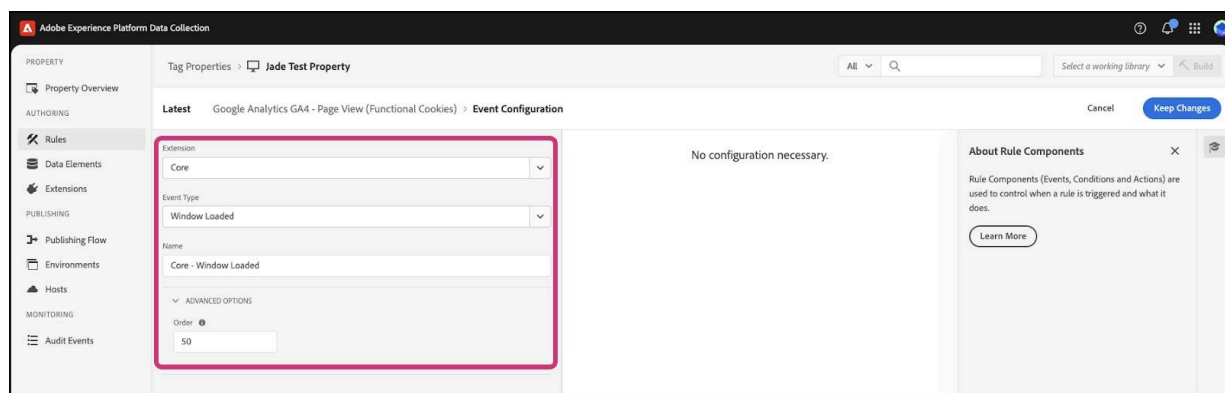 Adobe Experience Platform Data Collection
PROPERTY
Property Overview
AUTHORING
Rules
Data Elements
Extensions
PUBLISHING
Publishing Flow
Environments
Hosts
MONITORING
Audit Events
Tag Properties > Jade Test Property
All
Select a working library
Build
Latest Google Analytics GA4 - Page View (Functional Cookies) > Event Configuration
Cancel
Keep Changes
Extension
Core
Event Type
Window Loaded
Name
Core - Window Loaded
ADVANCED OPTIONS
Order
50
No configuration necessary.
About Rule Components
Rule Components (Events, Conditions and Actions) are
used to control when a rule is triggered and what it
does.
Learn More